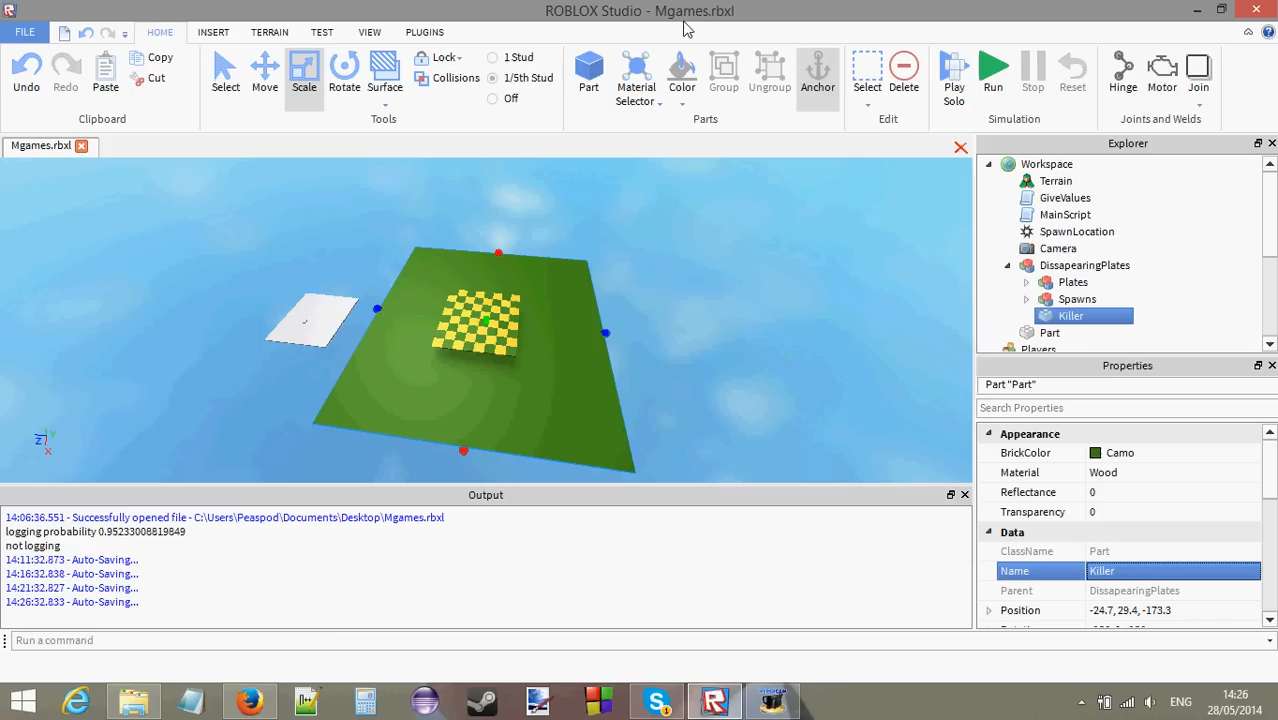 ROBLOX Studio - Mgames.rbxl
FILE HOME INSERT TERRAIN TEST VIEW PLUGINS
Undo Redo Paste Copy Cut
Select Move Scale Rotate Surface
Lock Collisions
1 Stud
1/5th Stud
Off
Part Material Selector Color Group Ungroup Anchor
Select Delete
Play Solo Run Stop Reset
Hinge Motor Join
Clipboard Tools Parts Edit Simulation Joints and Welds
Mgames.rbxl
Explorer
Workspace
Terrain
GiveValues
MainScript
SpawnLocation
Camera
DissapearingPlates
Plates
Spawns
Killer
Part
Players
Properties
Part "Part"
Search Properties
Appearance
BrickColor Camo
Material Wood
Reflectance 0
Transparency 0
Data
ClassName Part
Name Killer
Parent DissapearingPlates
Position -24.7, 29.4, -173.3
Z Y
X
Output
14:06:36.551 - Successfully opened file - C:\Users\Peaspod\Documents\Desktop\Mgames.rbxl
logging probability 0.95233008819849
not logging
14:11:32.873 - Auto-Saving...
14:16:32.838 - Auto-Saving...
14:21:32.827 - Auto-Saving...
14:26:32.833 - Auto-Saving...
Run a command
ENG
14:26
28/05/2014